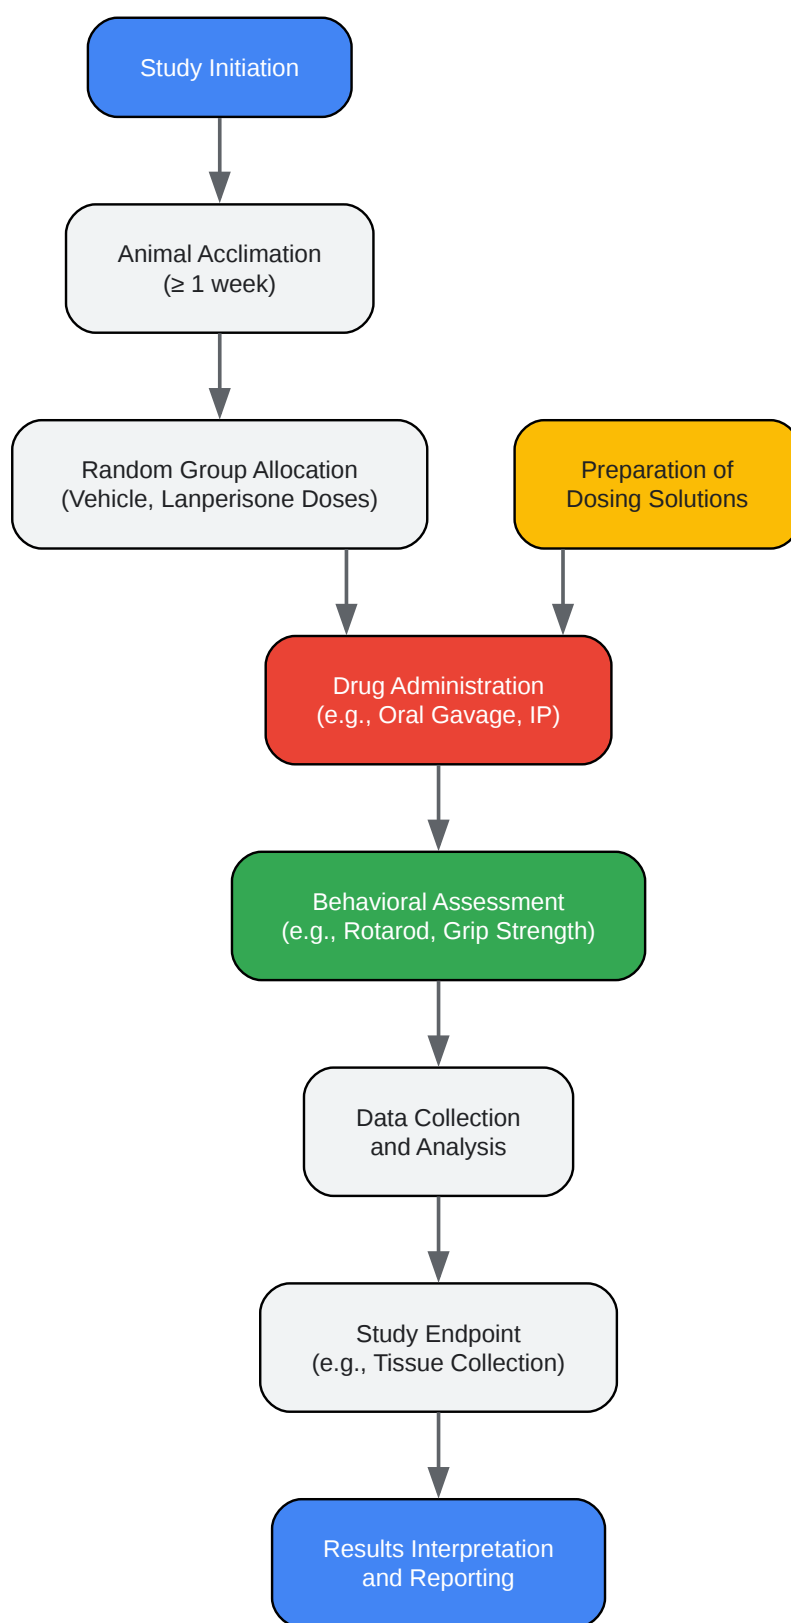 Study Initiation
Animal Acclimation
(≥ 1 week)
Random Group Allocation
(Vehicle, Lanperisone Doses)
Preparation of
Dosing Solutions
Drug Administration
(e.g., Oral Gavage, IP)
Behavioral Assessment
(e.g., Rotarod, Grip Strength)
Data Collection
and Analysis
Study Endpoint
(e.g., Tissue Collection)
Results Interpretation
and Reporting